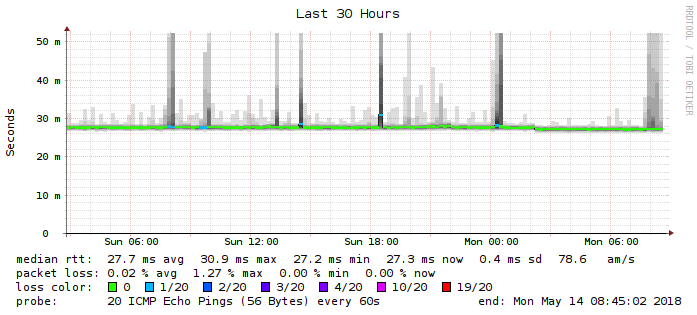 Last 30 Hours
RRDTOOL / TOBI OETIKER
Seconds
50 m
40 m
30 m
20 m
10 m
0
Sun 06:00 Sun 12:00 Sun 18:00 Mon 00:00 Mon 06:00
median rtt: 27.7 ms avg 30.9 ms max 27.2 ms min 27.3 ms now 0.4 ms sd 78.6 am/s
packet loss: 0.02 % avg 1.27 % max 0.00 % min 0.00 % now
loss color: 0 1/20 2/20 3/20 4/20 10/20 19/20
probe: 20 ICMP Echo Pings (56 Bytes) every 60s end: Mon May 14 08:45:02 2018